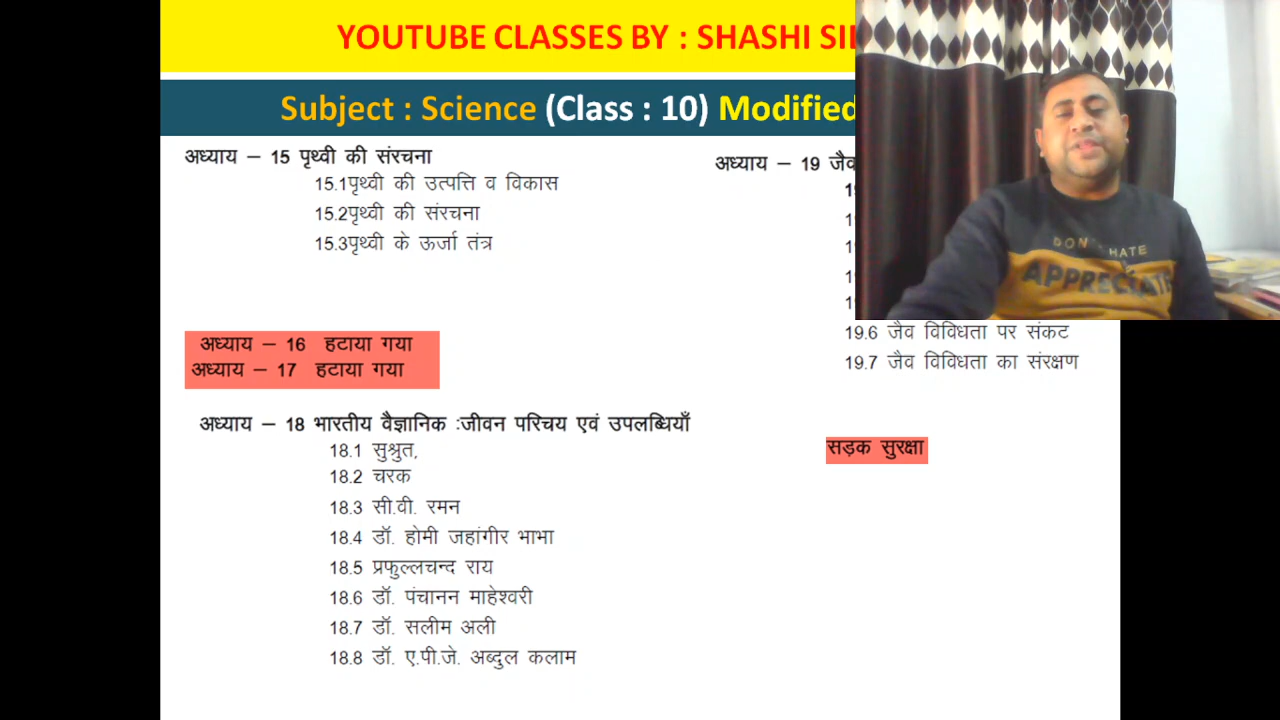 YOUTUBE CLASSES BY : SHASHI
Subject : Science (Class : 10) Modified
अध्याय – 15 पृथ्वी की संरचना
15.1पृथ्वी की उत्पत्ति व विकास
15.2पृथ्वी की संरचना
15.3पृथ्वी के ऊर्जा तंत्र
अध्याय – 16 हटाया गया
अध्याय – 17 हटाया गया
अध्याय – 18 भारतीय वैज्ञानिक :जीवन परिचय एवं उपलब्धियाँ
18.1 सुश्रुत,
18.2 चरक
18.3 सी.वी. रमन
18.4 डॉ. होमी जहांगीर भाभा
18.5 प्रफुल्लचन्द राय
18.6 डॉ. पंचानन माहेश्वरी
18.7 डॉ. सलीम अली
18.8 डॉ. ए.पी.जे. अब्दुल कलाम
अध्याय – 19 जैव
19.6 जैव विविधता पर संकट
19.7 जैव विविधता का संरक्षण
सड़क सुरक्षा
DON'T HATE
APPRECIATE